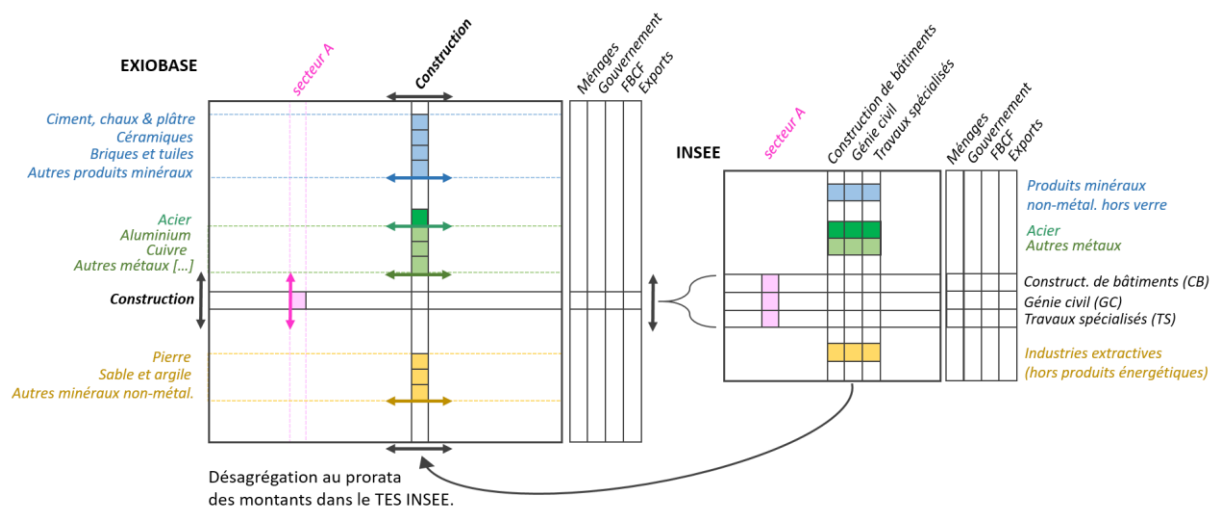 EXIOBASE
secteur A
Construction
Ménages
Gouvernement
FBCF
Exports
Ciment, chaux & plâtre
Céramiques
Briques et tuiles
Autres produits minéraux
Acier
Aluminium
Cuivre
Autres métaux [...]
Construction
Pierre
Sable et argile
Autres minéraux non-métal.
Désagrégation au prorata
des montants dans le TES INSEE.
INSEE
secteur A
Construction de bâtiments
Génie civil
Travaux spécialisés
Ménages
Gouvernement
FBCF
Exports
Produits minéraux
non-métal. hors verre
Acier
Autres métaux
Construct. de bâtiments (CB)
Génie civil (GC)
Travaux spécialisés (TS)
Industries extractives
(hors produits énergétiques)